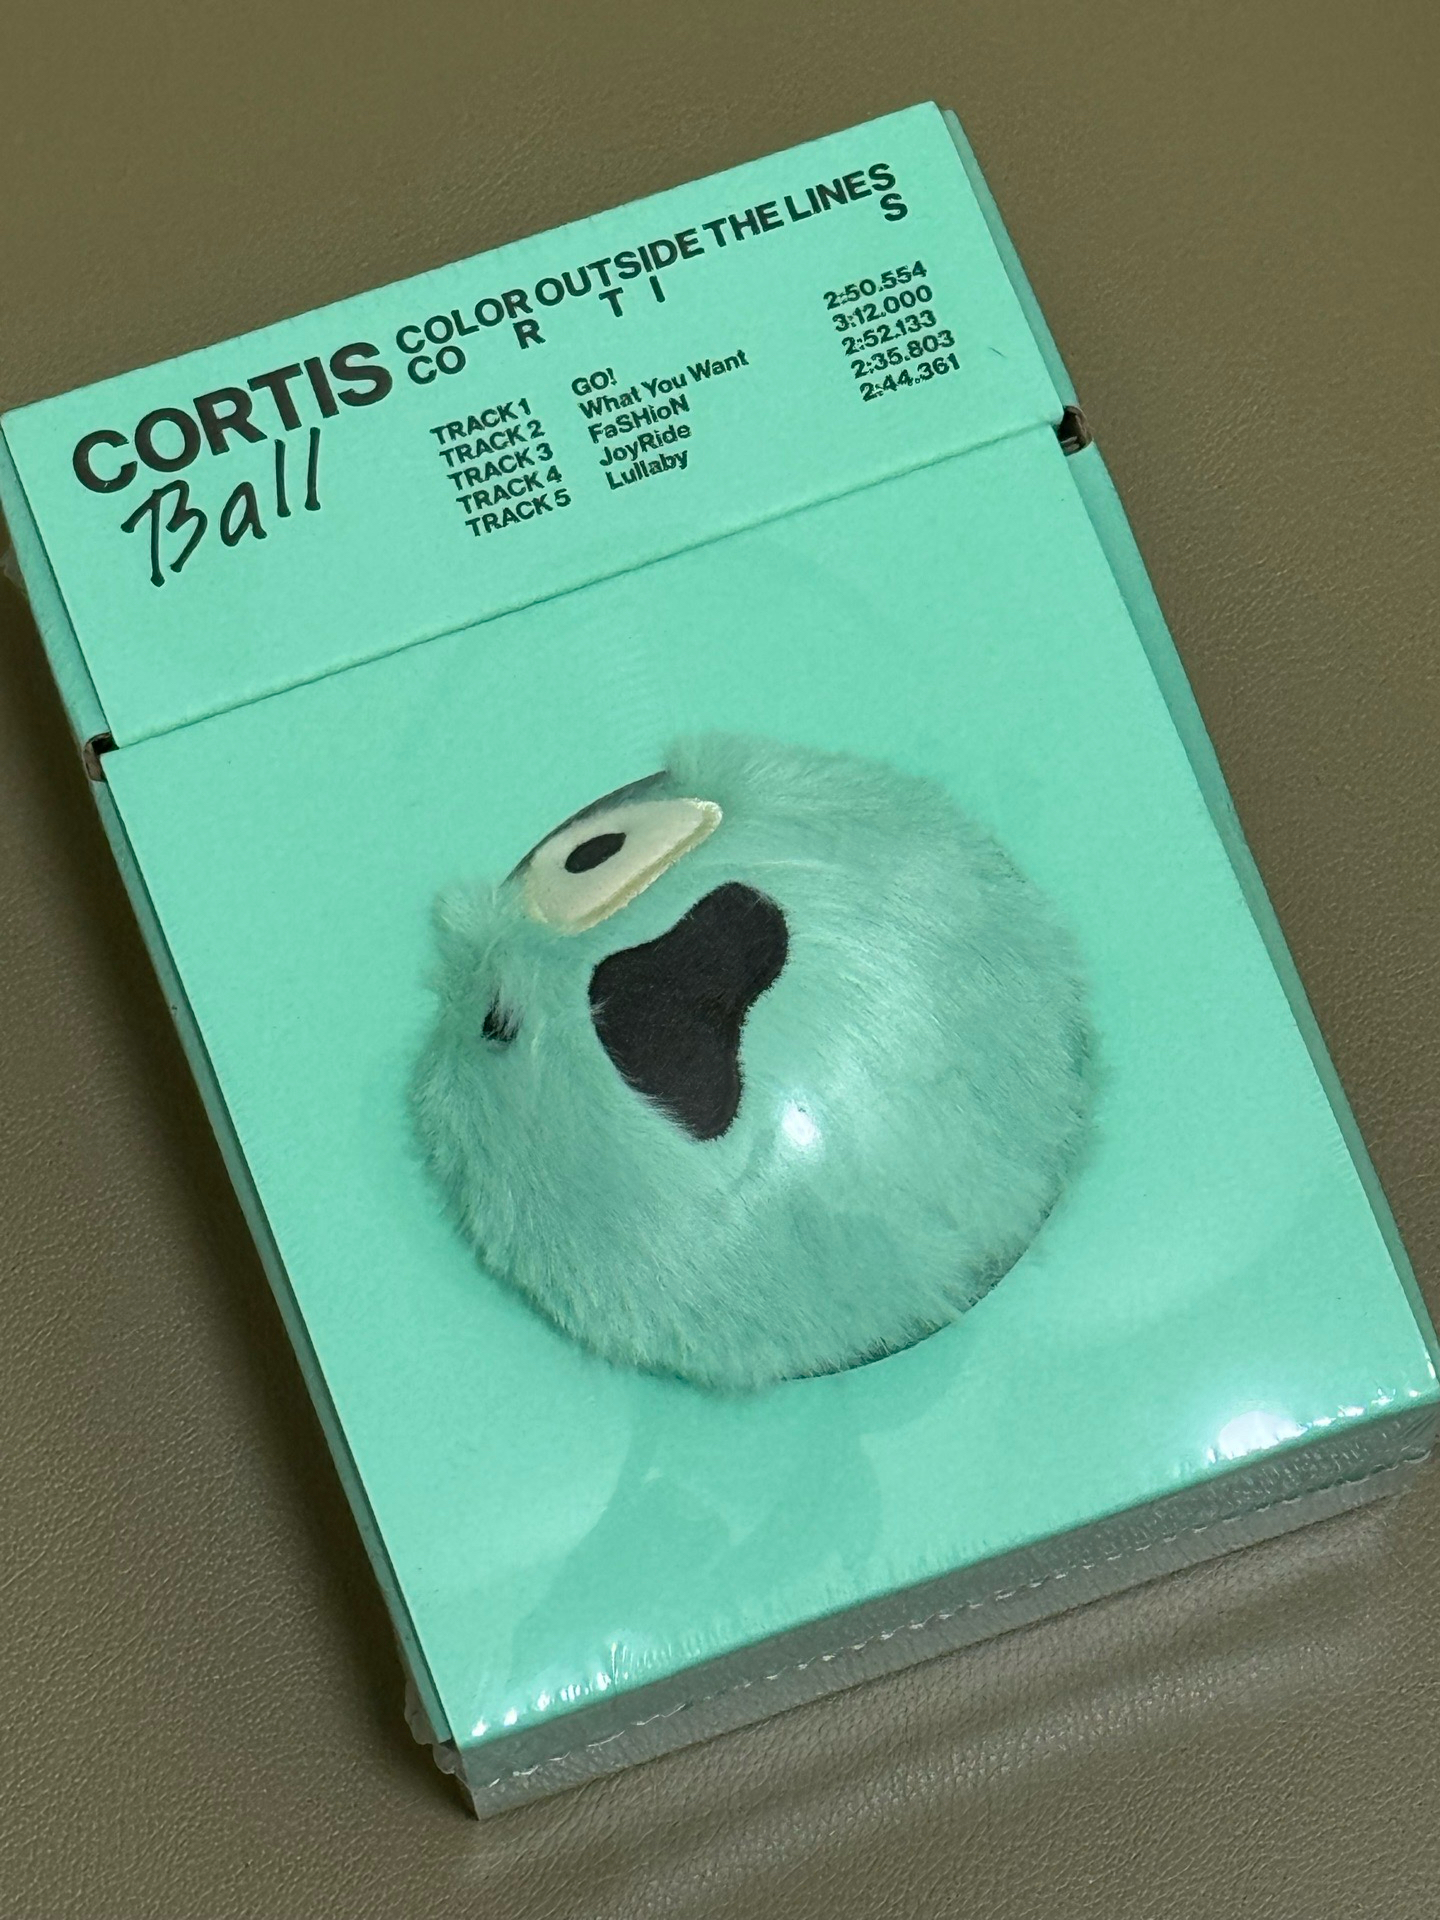 CORTIS
Ball
COLOR OUTSIDE THE LINES
CO R T I S
TRACK 1 GO! 2:50.554
TRACK 2 What You Want 3:12.000
TRACK 3 FaSHioN 2:52.133
TRACK 4 JoyRide 2:35.803
TRACK 5 Lullaby 2:44.361